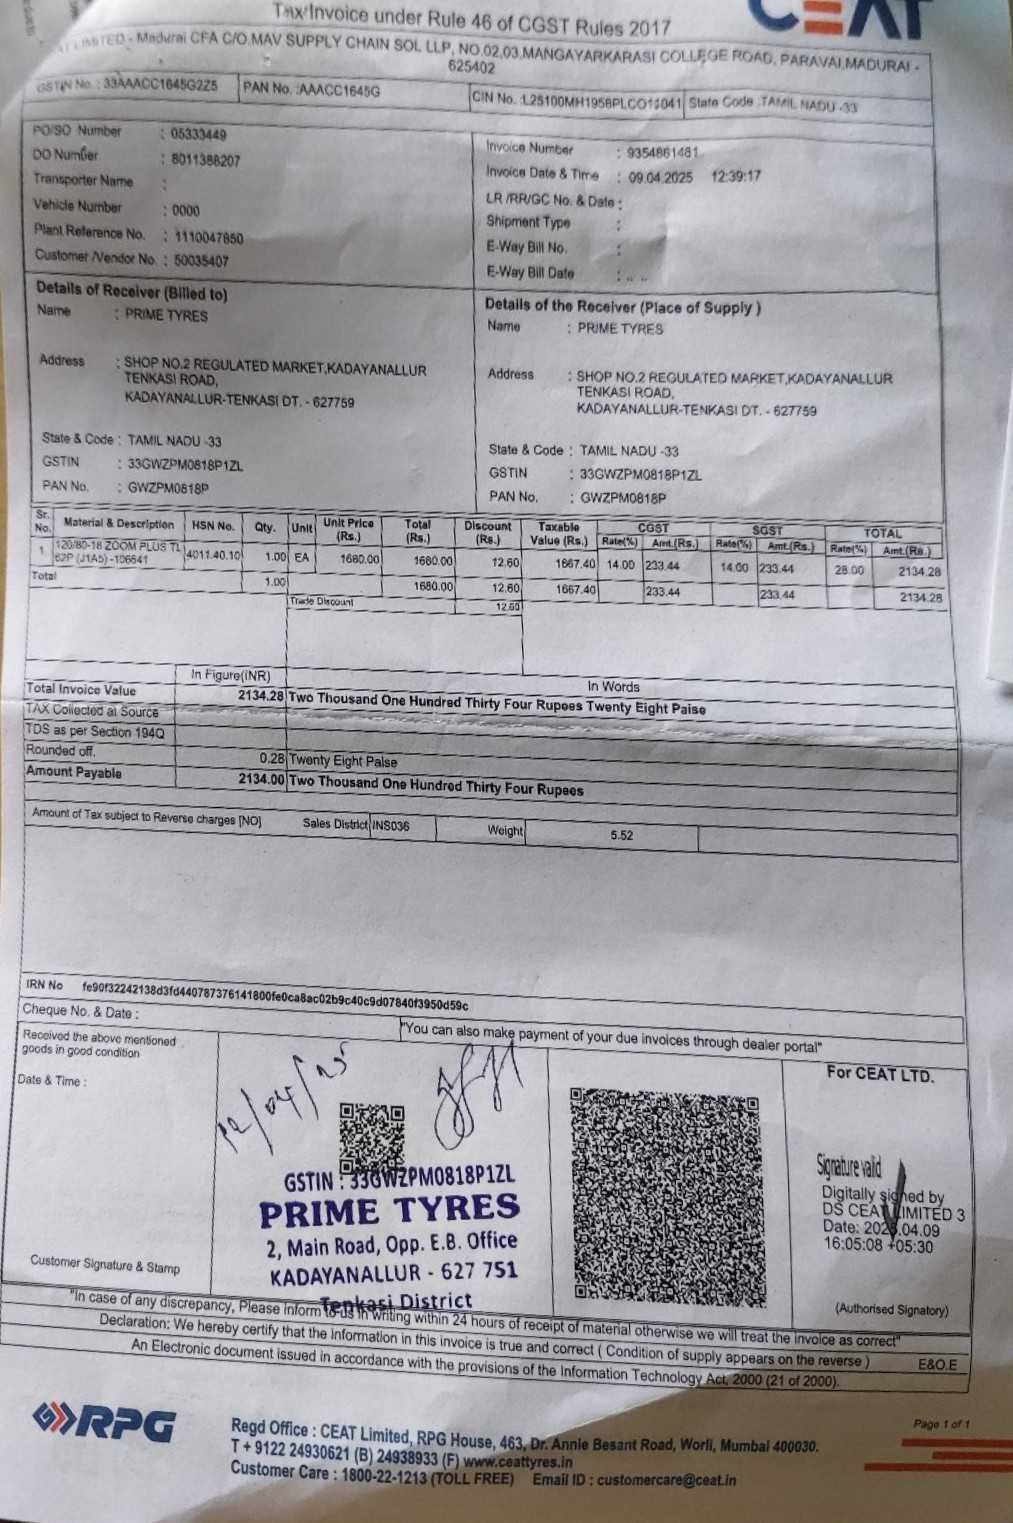 CEAT
Tax Invoice under Rule 46 of CGST Rules 2017
LIMITED - Madurai CFA C/O.MAV SUPPLY CHAIN SOL LLP, NO.02,03,MANGAYARKARASI COLLEGE ROAD, PARAVAI,MADURAI -
625402
GSTIN No : 33AAACC1645G2Z5 PAN No. :AAACC1645G CIN No. :L25100MH1958PLCO11041 State Code :TAMIL NADU -33
PO/SO Number : 05333449
DO Number : 8011388207
Transporter Name :
Vehicle Number : 0000
Plant Reference No. : 1110047850
Customer /Vendor No : 50035407
Invoice Number : 9354861481
Invoice Date & Time : 09.04.2025 12:39:17
LR /RR/GC No. & Date :
Shipment Type :
E-Way Bill No. :
E-Way Bill Date : .. ..
Details of Receiver (Billed to)
Name : PRIME TYRES
Address : SHOP NO.2 REGULATED MARKET,KADAYANALLUR
TENKASI ROAD,
KADAYANALLUR-TENKASI DT. - 627759
State & Code : TAMIL NADU -33
GSTIN : 33GWZPM0818P1ZL
PAN No. : GWZPM0818P
Details of the Receiver (Place of Supply )
Name : PRIME TYRES
Address : SHOP NO.2 REGULATED MARKET,KADAYANALLUR
TENKASI ROAD,
KADAYANALLUR-TENKASI DT. - 627759
State & Code : TAMIL NADU -33
GSTIN : 33GWZPM0818P1ZL
PAN No. : GWZPM0818P
Sr. No. Material & Description HSN No. Qty. Unit Unit Price (Rs.) Total (Rs.) Discount (Rs.) Taxable Value (Rs.) CGST SGST TOTAL
Rate(%) Amt.(Rs.) Rate(%) Amt.(Rs.) Rate(%) Amt.(Rs.)
1 120/80-18 ZOOM PLUS TL 4011.40.10 1.00 EA 1680.00 1680.00 12.60 1667.40 14.00 233.44 14.00 233.44 28.00 2134.28
62P (J1A5) -106641
Total 1.00 1680.00 12.60 1667.40 233.44 233.44 2134.28
Trade Discount 12.60
In Figure(INR) In Words
Total Invoice Value 2134.28 Two Thousand One Hundred Thirty Four Rupees Twenty Eight Paise
TAX Collected at Source
TDS as per Section 194Q
Rounded off. 0.28 Twenty Eight Paise
Amount Payable 2134.00 Two Thousand One Hundred Thirty Four Rupees
Amount of Tax subject to Reverse charges [NO] Sales District INS036 Weight 5.52
IRN No fe90f32242138d3fd440787376141800fe0ca8ac02b9c40c9d07840f3950d59c
Cheque No. & Date :
"You can also make payment of your due invoices through dealer portal"
Received the above mentioned
goods in good condition
Date & Time :
12/04/25
GSTIN : 33GWZPM0818P1ZL
PRIME TYRES
2, Main Road, Opp. E.B. Office
KADAYANALLUR - 627 751
Tenkasi District
Customer Signature & Stamp
For CEAT LTD.
Signature valid
Digitally signed by
DS CEAT LIMITED 3
Date: 2025.04.09
16:05:08 +05:30
(Authorised Signatory)
"In case of any discrepancy, Please inform to us in writing within 24 hours of receipt of material otherwise we will treat the invoice as correct"
Declaration: We hereby certify that the information in this invoice is true and correct ( Condition of supply appears on the reverse ) E&O.E
An Electronic document issued in accordance with the provisions of the Information Technology Act, 2000 (21 of 2000).
Page 1 of 1
RPG
Regd Office : CEAT Limited, RPG House, 463, Dr. Annie Besant Road, Worli, Mumbai 400030.
T + 9122 24930621 (B) 24938933 (F) www.ceattyres.in
Customer Care : 1800-22-1213 (TOLL FREE) Email ID : customercare@ceat.in